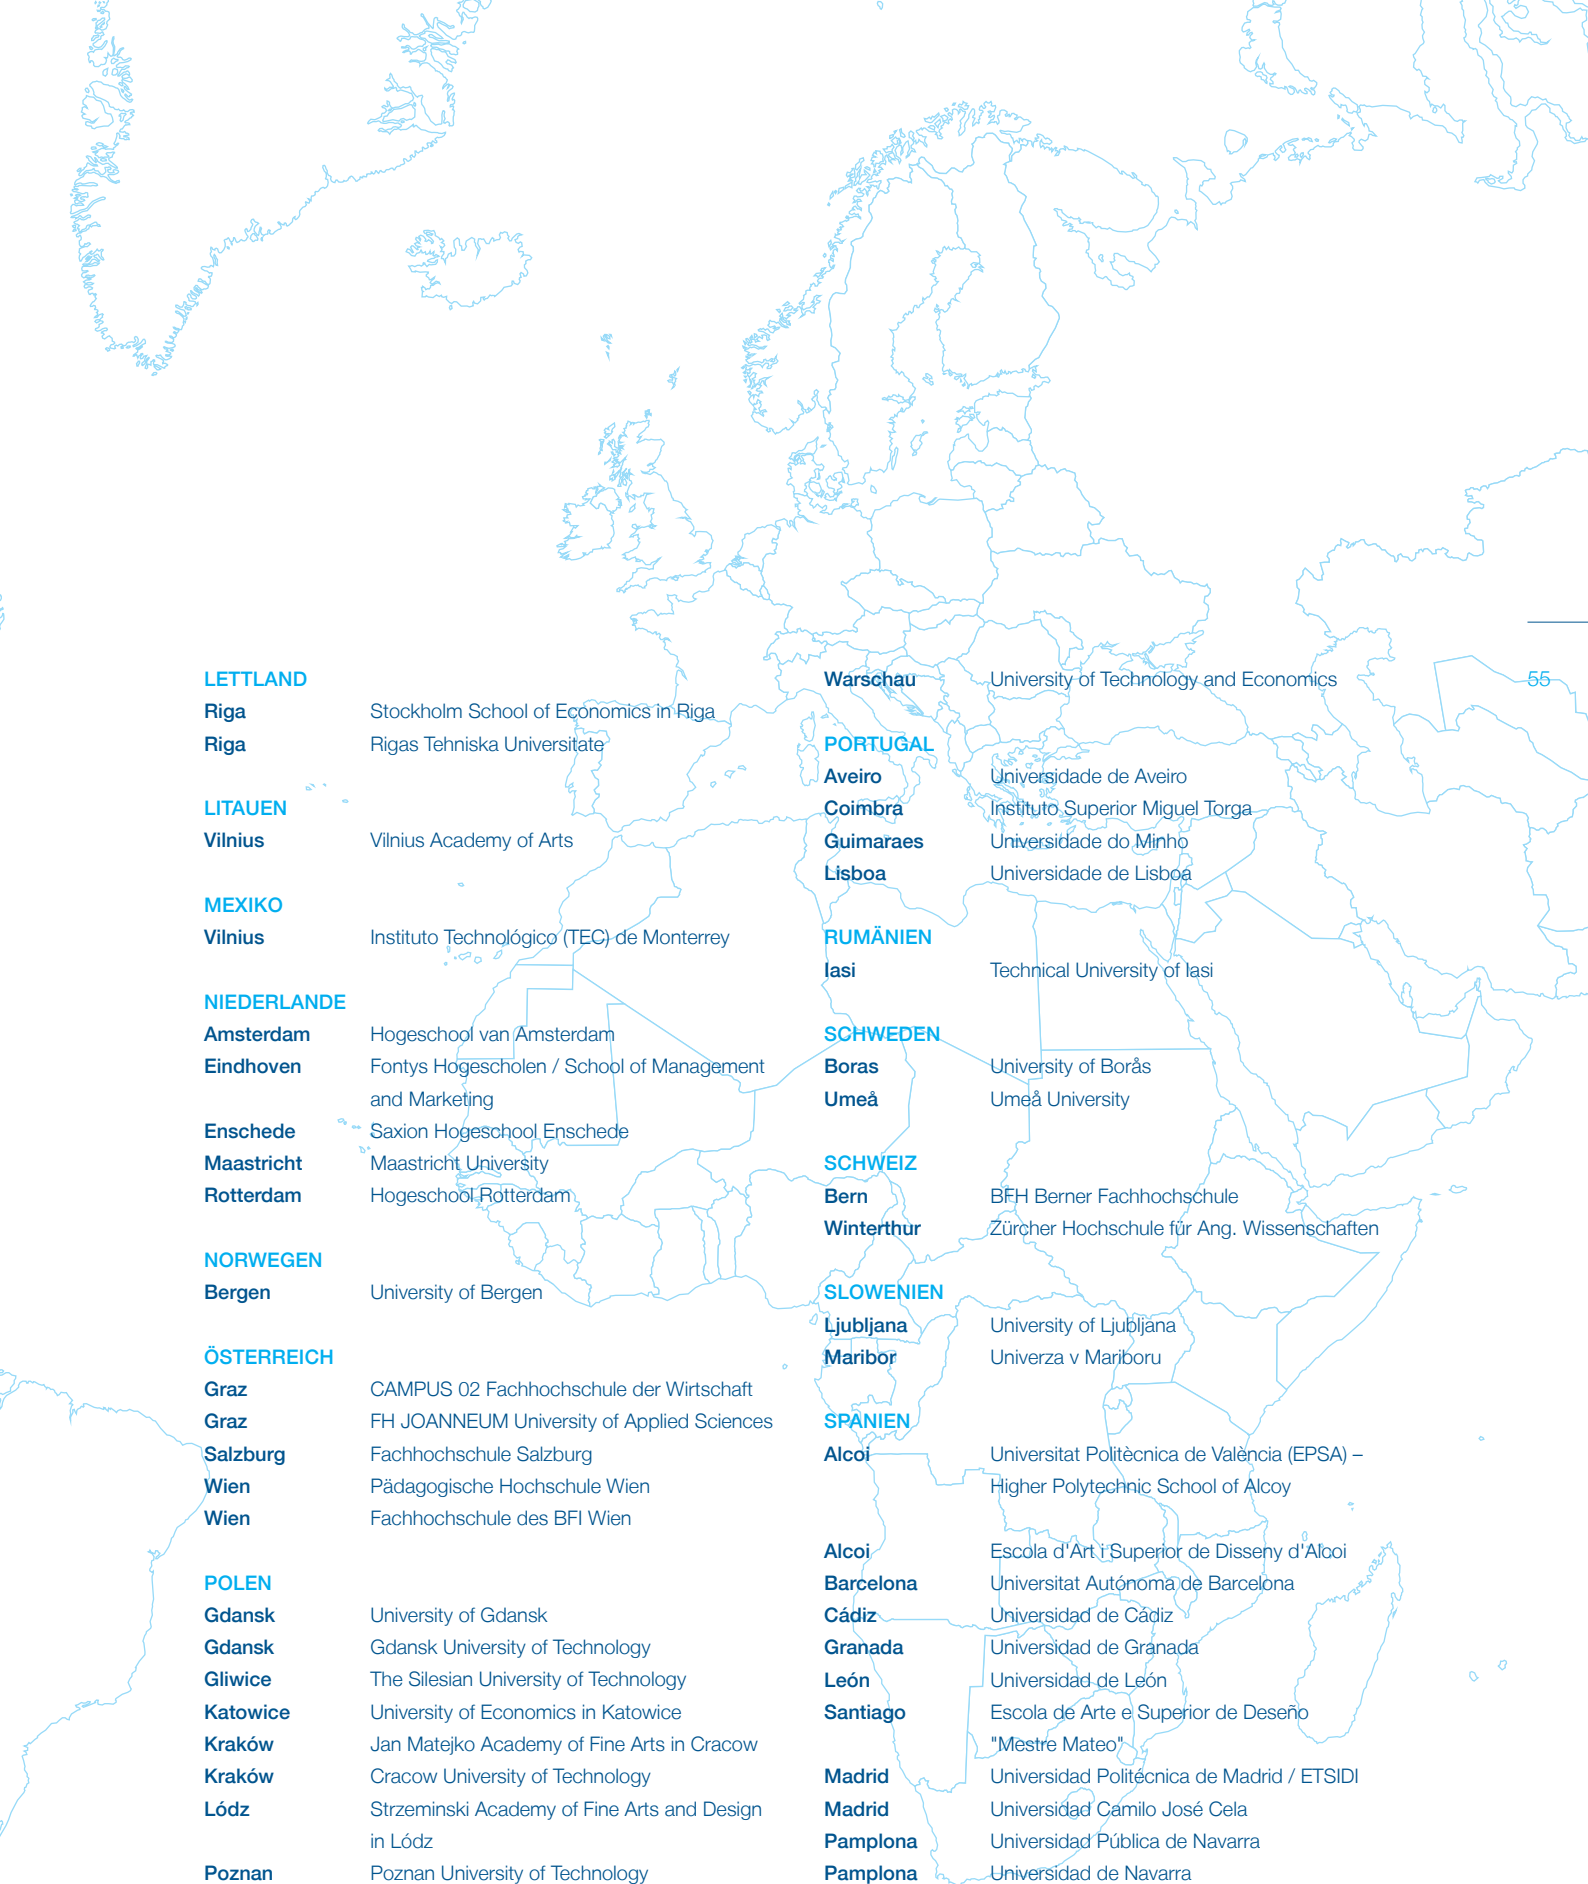 LETTLAND
Riga Stockholm School of Economics in Riga
Riga Rigas Tehniska Universitate
LITAUEN
Vilnius Vilnius Academy of Arts
MEXIKO
Vilnius Instituto Technológico (TEC) de Monterrey
NIEDERLANDE
Amsterdam Hogeschool van Amsterdam
Eindhoven Fontys Hogescholen / School of Management
and Marketing
Enschede Saxion Hogeschool Enschede
Maastricht Maastricht University
Rotterdam Hogeschool Rotterdam
NORWEGEN
Bergen University of Bergen
ÖSTERREICH
Graz CAMPUS 02 Fachhochschule der Wirtschaft
Graz FH JOANNEUM University of Applied Sciences
Salzburg Fachhochschule Salzburg
Wien Pädagogische Hochschule Wien
Wien Fachhochschule des BFI Wien
POLEN
Gdansk University of Gdansk
Gdansk Gdansk University of Technology
Gliwice The Silesian University of Technology
Katowice University of Economics in Katowice
Kraków Jan Matejko Academy of Fine Arts in Cracow
Kraków Cracow University of Technology
Lódz Strzeminski Academy of Fine Arts and Design
in Lódz
Poznan Poznan University of Technology
Warschau University of Technology and Economics
PORTUGAL
Aveiro Universidade de Aveiro
Coimbra Instituto Superior Miguel Torga
Guimaraes Universidade do Minho
Lisboa Universidade de Lisboa
RUMÄNIEN
Iasi Technical University of Iasi
SCHWEDEN
Boras University of Borås
Umeå Umeå University
SCHWEIZ
Bern BFH Berner Fachhochschule
Winterthur Zürcher Hochschule für Ang. Wissenschaften
SLOWENIEN
Ljubljana University of Ljubljana
Maribor Univerza v Mariboru
SPANIEN
Alcoi Universitat Politècnica de València (EPSA) –
Higher Polytechnic School of Alcoy
Alcoi Escola d'Art i Superior de Disseny d'Alcoi
Barcelona Universitat Autónoma de Barcelona
Cádiz Universidad de Cádiz
Granada Universidad de Granada
León Universidad de León
Santiago Escola de Arte e Superior de Deseño
"Mestre Mateo"
Madrid Universidad Politécnica de Madrid / ETSIDI
Madrid Universidad Camilo José Cela
Pamplona Universidad Pública de Navarra
Pamplona Universidad de Navarra
55